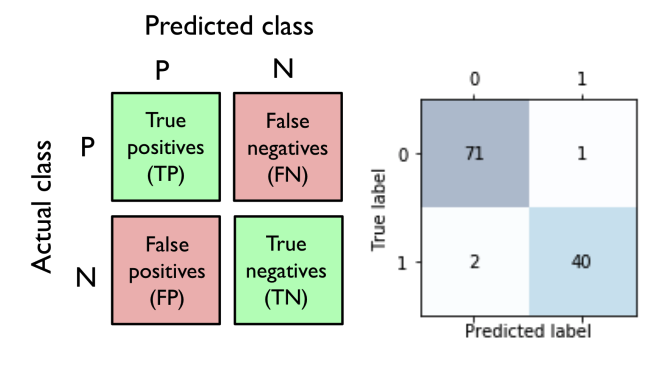 Predicted class
P N
Actual class
P
True
positives
(TP)
False
negatives
(FN)
N
False
positives
(FP)
True
negatives
(TN)
0 1
True label
0 71 1
1 2 40
Predicted label